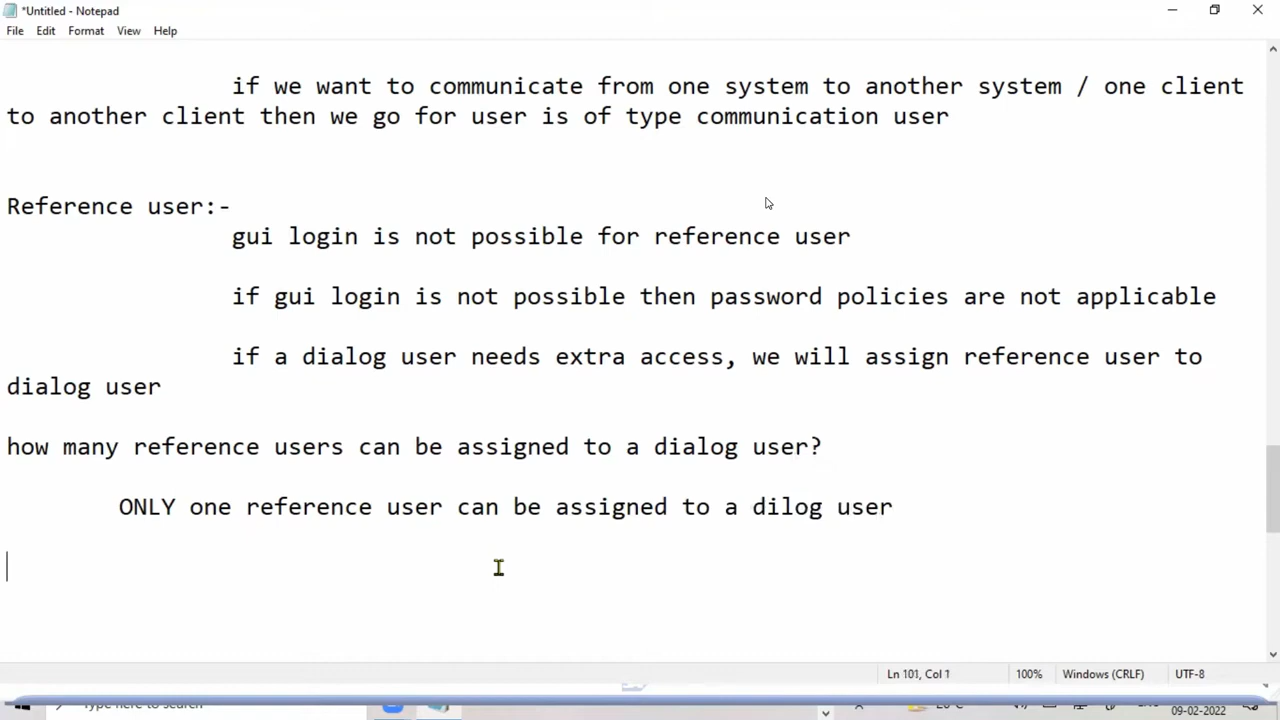 *Untitled - Notepad
File Edit Format View Help
if we want to communicate from one system to another system / one client
to another client then we go for user is of type communication user
Reference user:-
gui login is not possible for reference user
if gui login is not possible then password policies are not applicable
if a dialog user needs extra access, we will assign reference user to
dialog user
how many reference users can be assigned to a dialog user?
ONLY one reference user can be assigned to a dilog user
Ln 101, Col 1 100% Windows (CRLF) UTF-8
Type here to search
09-02-2022